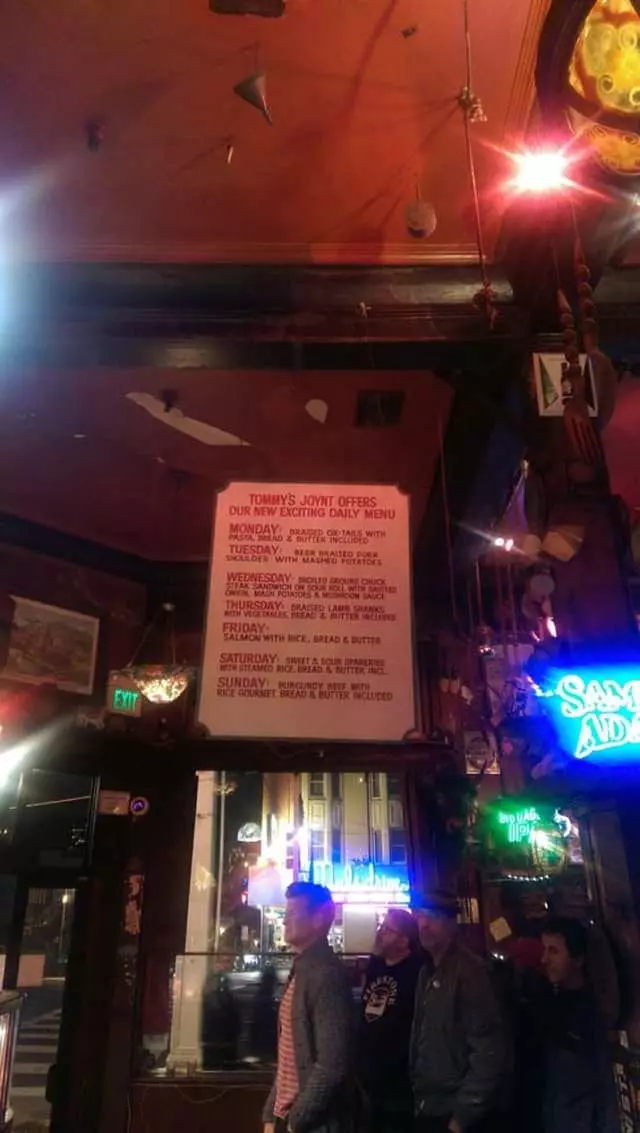 TOMMY'S JOYNT OFFERS
OUR NEW EXCITING DAILY MENU
MONDAY: BRAISED OX-TAILS WITH
PASTA, BREAD & BUTTER INCLUDED
TUESDAY: BEER BRAISED PORK
SHOULDER WITH MASHED POTATOES
WEDNESDAY: BROILED GROUND CHUCK
STEAK SANDWICH ON SOUR ROLL WITH SAUTEED
ONION, MASH POTATOES & MUSHROOM SAUCE
THURSDAY: BRAISED LAMB SHANKS
WITH VEGETABLES, BREAD & BUTTER INCLUDED
FRIDAY:
SALMON WITH RICE, BREAD & BUTTER
SATURDAY: SWEET & SOUR SPARERIBS
WITH STEAMED RICE, BREAD & BUTTER INCL.
SUNDAY: BURGUNDY BEEF WITH
RICE GOURMET, BREAD & BUTTER INCLUDED
EXIT
SAM
ADA